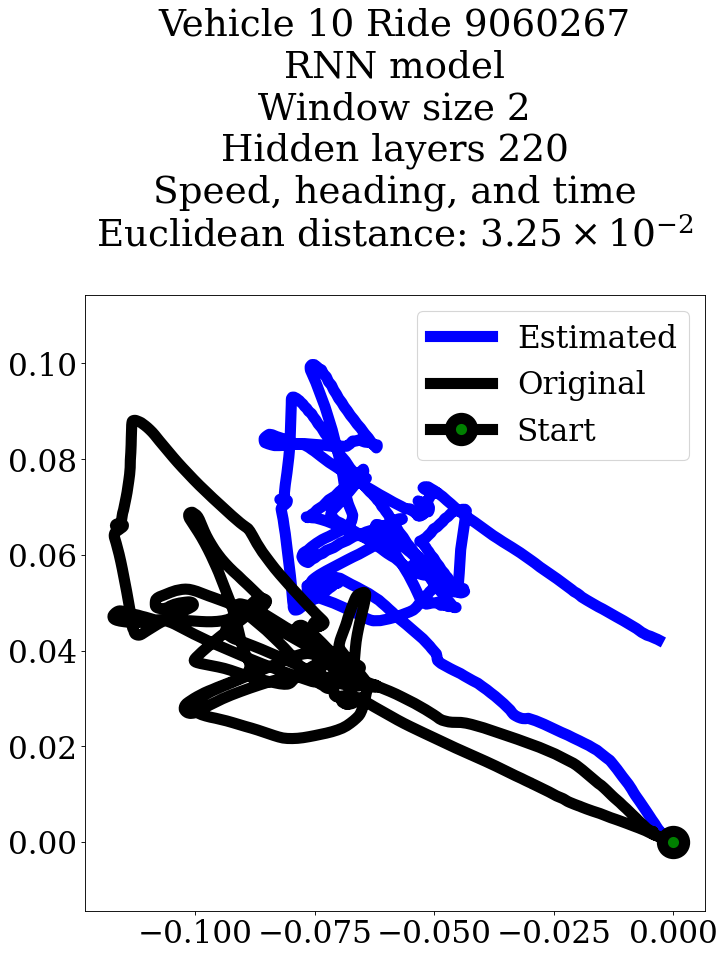 Vehicle 10 Ride 9060267
RNN model
Window size 2
Hidden layers 220
Speed, heading, and time
Euclidean distance: 3.25 × 10⁻²
Estimated
Original
Start
0.10
0.08
0.06
0.04
0.02
0.00
−0.100 −0.075 −0.050 −0.025 0.000